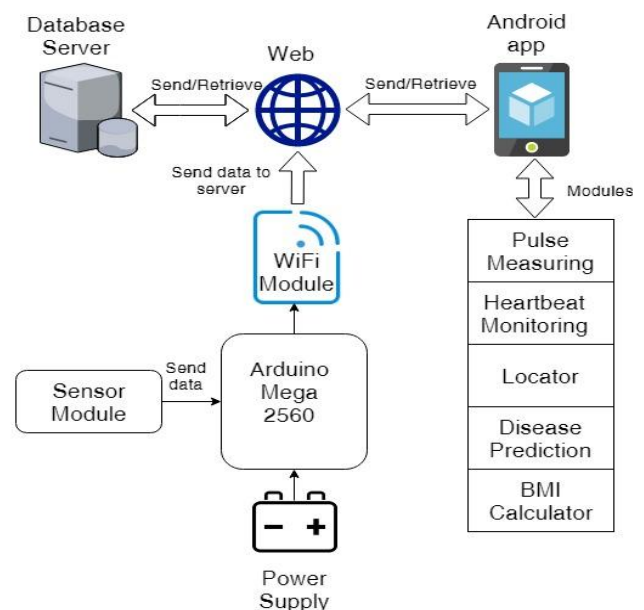 Database
Server
Web
Android
app
Send/Retrieve
Send/Retrieve
Send data to
server
Modules
WiFi
Module
Pulse
Measuring
Heartbeat
Monitoring
Locator
Disease
Prediction
BMI
Calculator
Sensor
Module
Send
data
Arduino
Mega
2560
Power
Supply